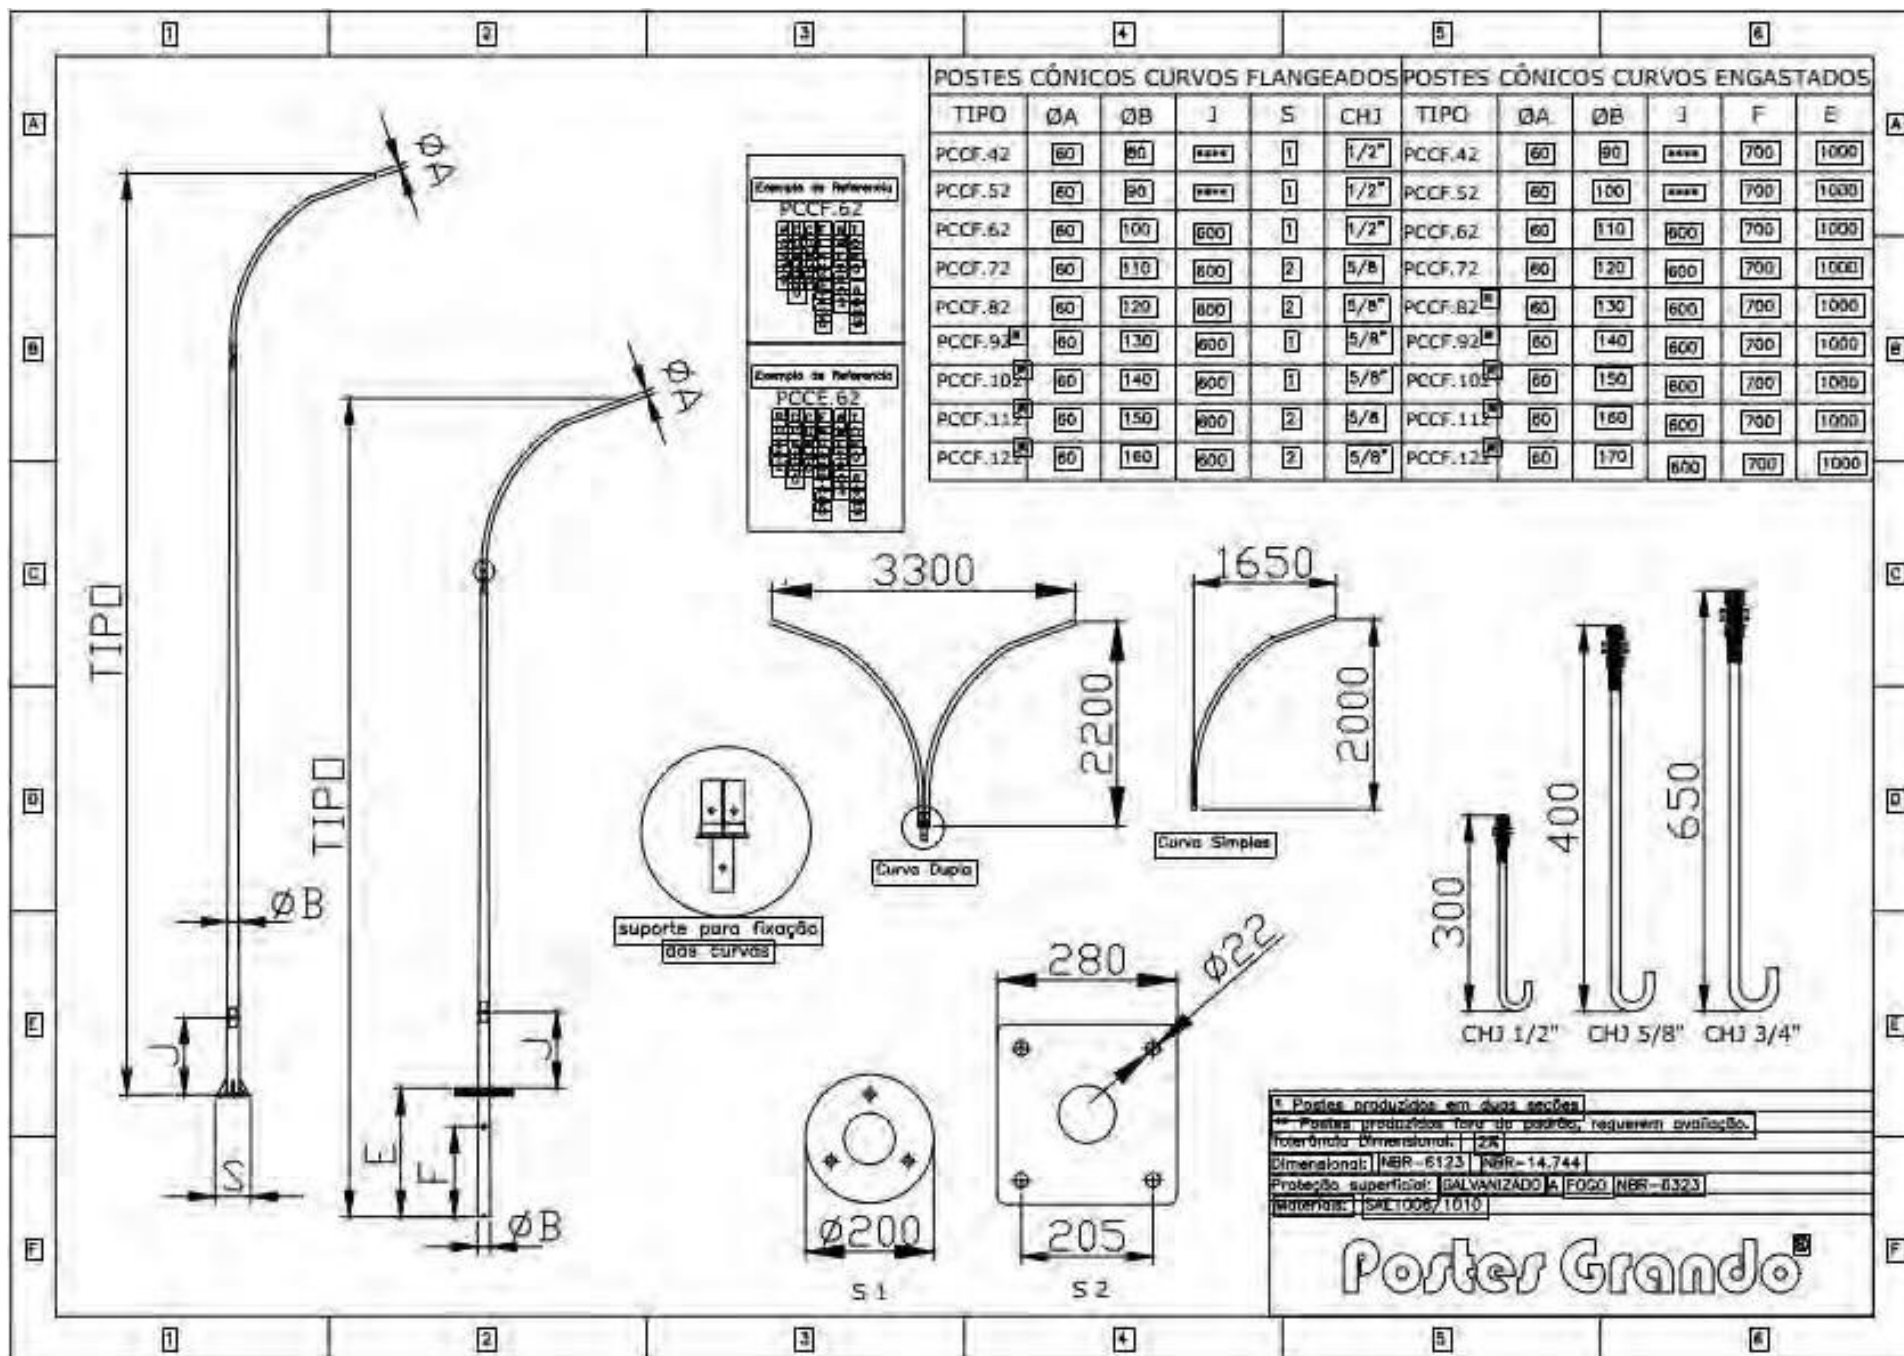 1 2 3 4 5 6
A
B
C
D
E
F
POSTES CÔNICOS CURVOS FLANGEADOS POSTES CÔNICOS CURVOS ENGASTADOS
TIPO ØA ØB J S CHJ TIPO ØA ØB J F E
PCCF.42 60 80 **** 1 1/2" PCCF.42 60 90 **** 700 1000
PCCF.52 60 90 **** 1 1/2" PCCF.52 60 100 **** 700 1000
PCCF.62 60 100 600 1 1/2" PCCF.62 60 110 600 700 1000
PCCF.72 60 110 600 2 5/8 PCCF.72 60 120 600 700 1000
PCCF.82 60 120 600 2 5/8" PCCF.82 60 130 600 700 1000
PCCF.92 60 130 600 1 5/8" PCCF.92 60 140 600 700 1000
PCCF.102 60 140 600 1 5/8" PCCF.102 60 150 600 700 1000
PCCF.112 60 150 600 2 5/8 PCCF.112 60 160 600 700 1000
PCCF.122 60 160 600 2 5/8" PCCF.122 60 170 600 700 1000
Exemplo de Referencia
PCCF.62
Exemplo de Referencia
PCCE.62
ØA
ØA
TIPO
TIPO
ØB
J
S
J
E
F
ØB
3300
2200
Curva Dupla
1650
2000
Curva Simples
suporte para fixação
das curvas
300
CHJ 1/2"
400
CHJ 5/8"
650
CHJ 3/4"
Ø200
S1
280
Ø22
205
S2
* Postes produzidos em duas seções
** Postes produzidos fora do padrão, requerem avaliação.
Tolerância Dimensional: 2%
Dimensional: NBR-6123 NBR-14.744
Proteção superficial: GALVANIZADO A FOGO NBR-6323
Materiais: SAE1006/1010
Postes Grando
A
B
C
D
E
F
1 2 3 4 5 6